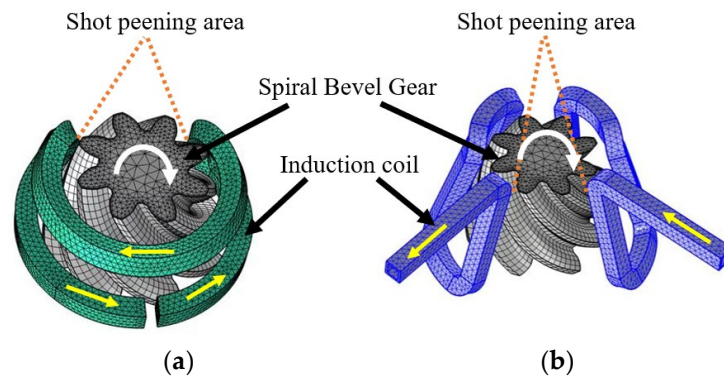 Shot peening area
Shot peening area
Spiral Bevel Gear
Induction coil
(a)
(b)